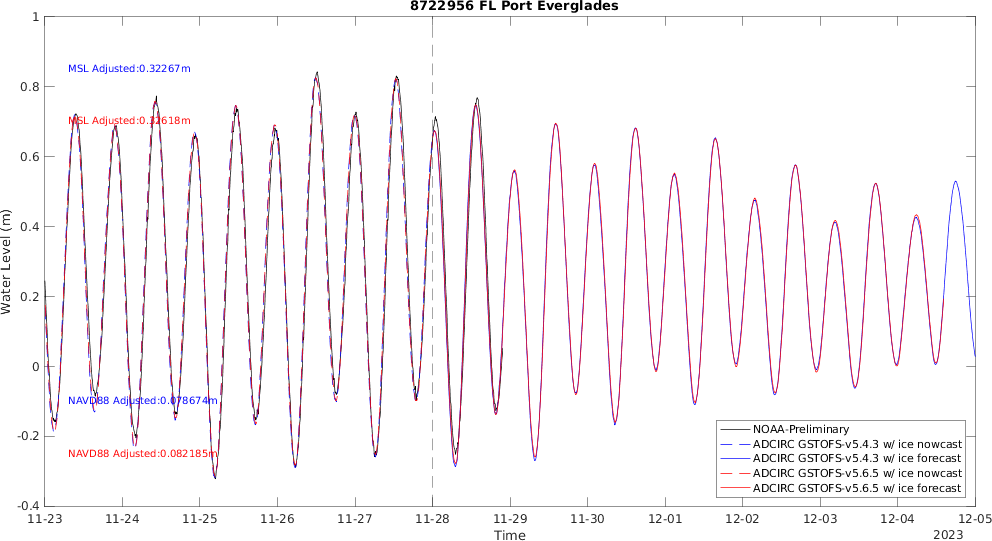 8722956 FL Port Everglades
1
0.8
0.6
0.4
0.2
0
-0.2
-0.4
Water Level (m)
MSL Adjusted:0.32267m
MSL Adjusted:0.32618m
NAVD88 Adjusted:0.078674m
NAVD88 Adjusted:0.082185m
NOAA-Preliminary
ADCIRC GSTOFS-v5.4.3 w/ ice nowcast
ADCIRC GSTOFS-v5.4.3 w/ ice forecast
ADCIRC GSTOFS-v5.6.5 w/ ice nowcast
ADCIRC GSTOFS-v5.6.5 w/ ice forecast
11-23 11-24 11-25 11-26 11-27 11-28 11-29 11-30 12-01 12-02 12-03 12-04 12-05
Time
2023